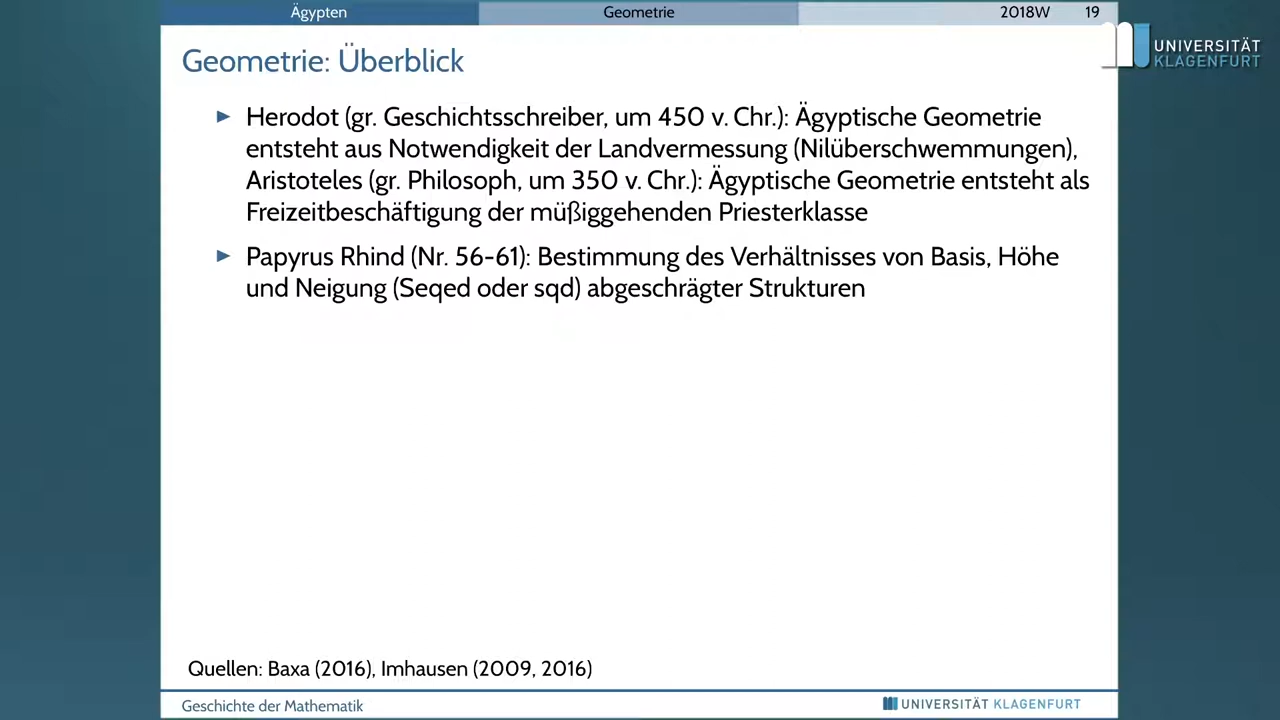 Ägypten
Geometrie
2018W 19
UNIVERSITÄT
KLAGENFURT
Geometrie: Überblick
Herodot (gr. Geschichtsschreiber, um 450 v. Chr.): Ägyptische Geometrie
entsteht aus Notwendigkeit der Landvermessung (Nilüberschwemmungen),
Aristoteles (gr. Philosoph, um 350 v. Chr.): Ägyptische Geometrie entsteht als
Freizeitbeschäftigung der müßiggehenden Priesterklasse
Papyrus Rhind (Nr. 56-61): Bestimmung des Verhältnisses von Basis, Höhe
und Neigung (Seqed oder sqd) abgeschrägter Strukturen
Quellen: Baxa (2016), Imhausen (2009, 2016)
Geschichte der Mathematik
UNIVERSITÄT KLAGENFURT